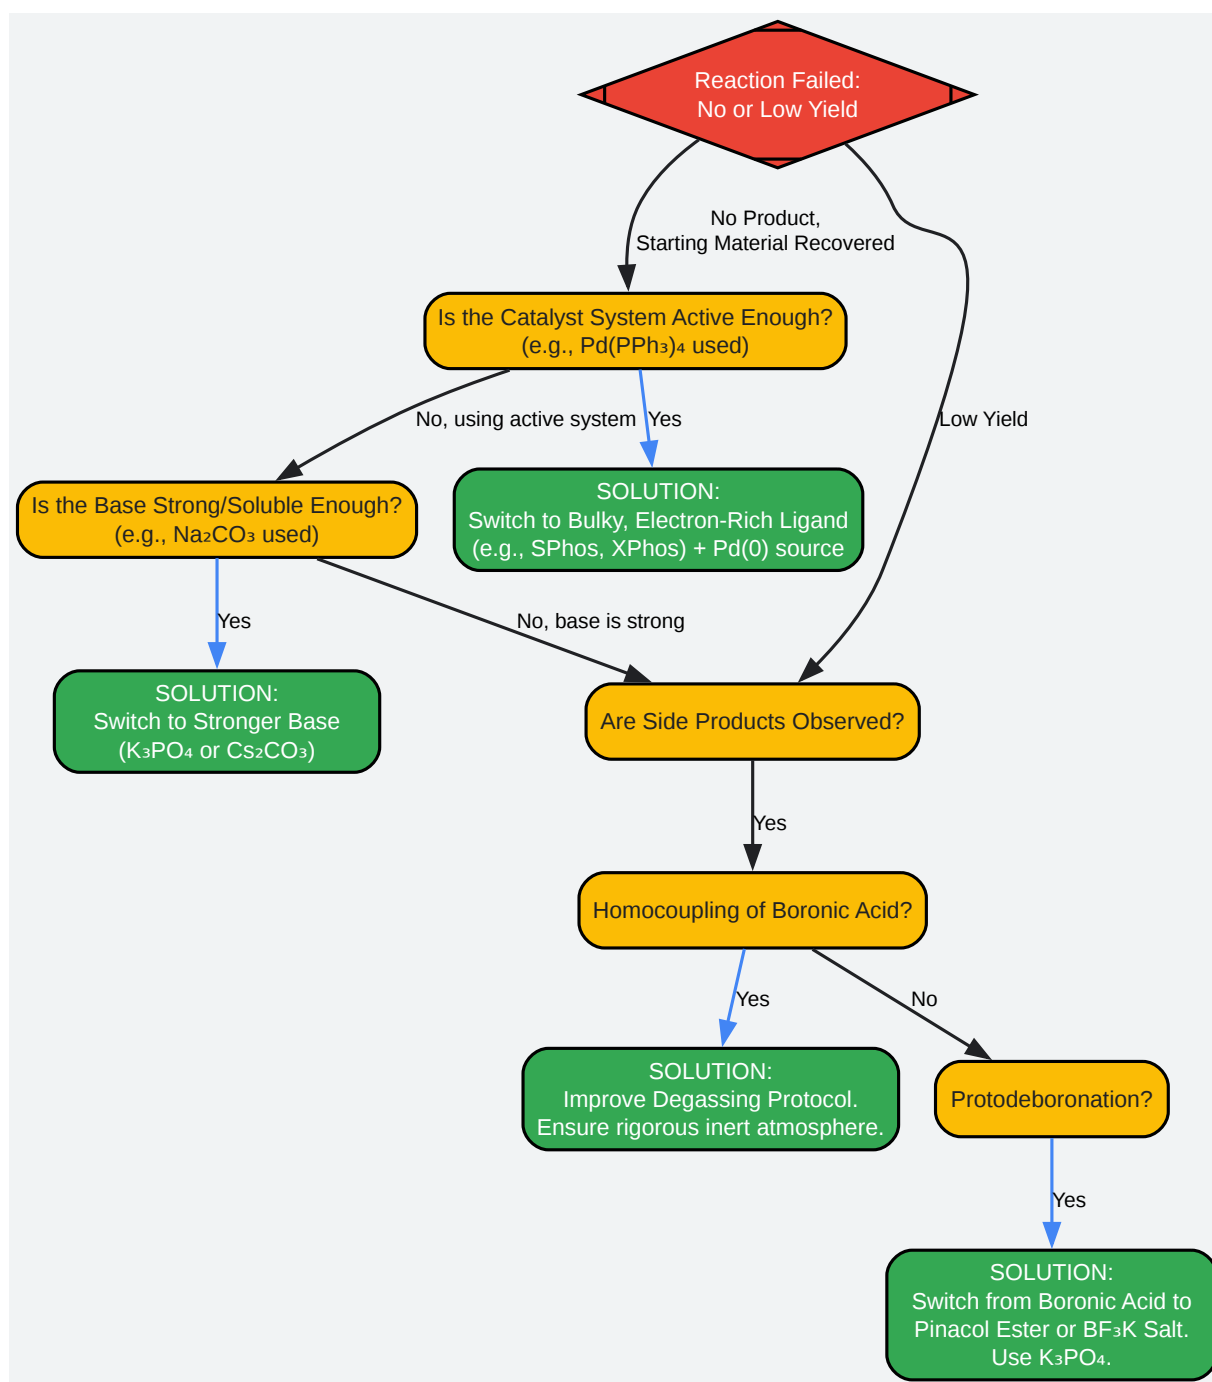 Reaction Failed:
No or Low Yield
No Product,
Starting Material Recovered
Is the Catalyst System Active Enough?
(e.g., Pd(PPh₃)₄ used)
No, using active system
Yes
Low Yield
SOLUTION:
Switch to Bulky, Electron-Rich Ligand
(e.g., SPhos, XPhos) + Pd(0) source
Is the Base Strong/Soluble Enough?
(e.g., Na₂CO₃ used)
Yes
No, base is strong
SOLUTION:
Switch to Stronger Base
(K₃PO₄ or Cs₂CO₃)
Are Side Products Observed?
Yes
Homocoupling of Boronic Acid?
Yes
No
SOLUTION:
Improve Degassing Protocol.
Ensure rigorous inert atmosphere.
Protodeboronation?
Yes
SOLUTION:
Switch from Boronic Acid to
Pinacol Ester or BF₃K Salt.
Use K₃PO₄.